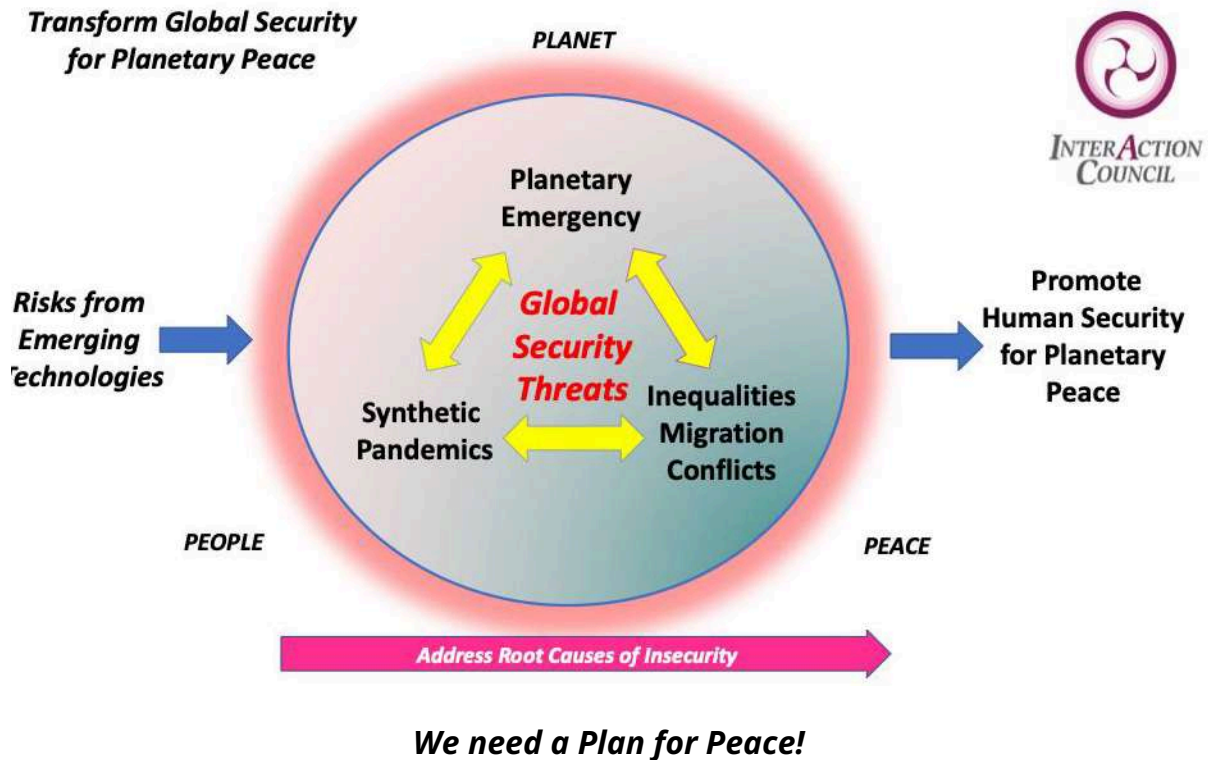 Transform Global Security
for Planetary Peace
PLANET
INTERACTION
COUNCIL
Planetary
Emergency
Risks from
Emerging
Technologies
Global
Security
Threats
Synthetic
Pandemics
Inequalities
Migration
Conflicts
Promote
Human Security
for Planetary
Peace
PEOPLE
PEACE
Address Root Causes of Insecurity
We need a Plan for Peace!